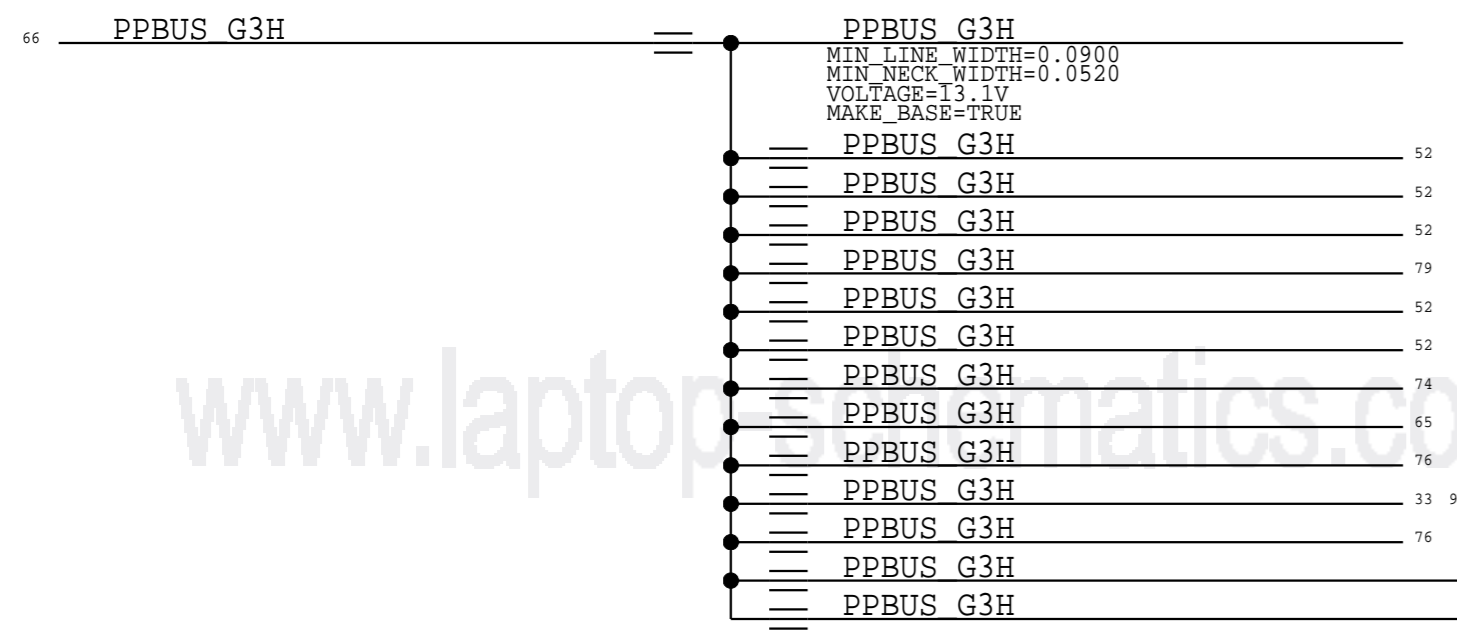 66 PPBUS_G3H PPBUS_G3H
MIN_LINE_WIDTH=0.0900
MIN_NECK_WIDTH=0.0520
VOLTAGE=13.1V
MAKE_BASE=TRUE
PPBUS_G3H 52
PPBUS_G3H 52
PPBUS_G3H 52
PPBUS_G3H 79
PPBUS_G3H 52
PPBUS_G3H 52
PPBUS_G3H 74
PPBUS_G3H 65
PPBUS_G3H 76
PPBUS_G3H 33 9
PPBUS_G3H 76
PPBUS_G3H
PPBUS_G3H
www.laptop-schematics.co